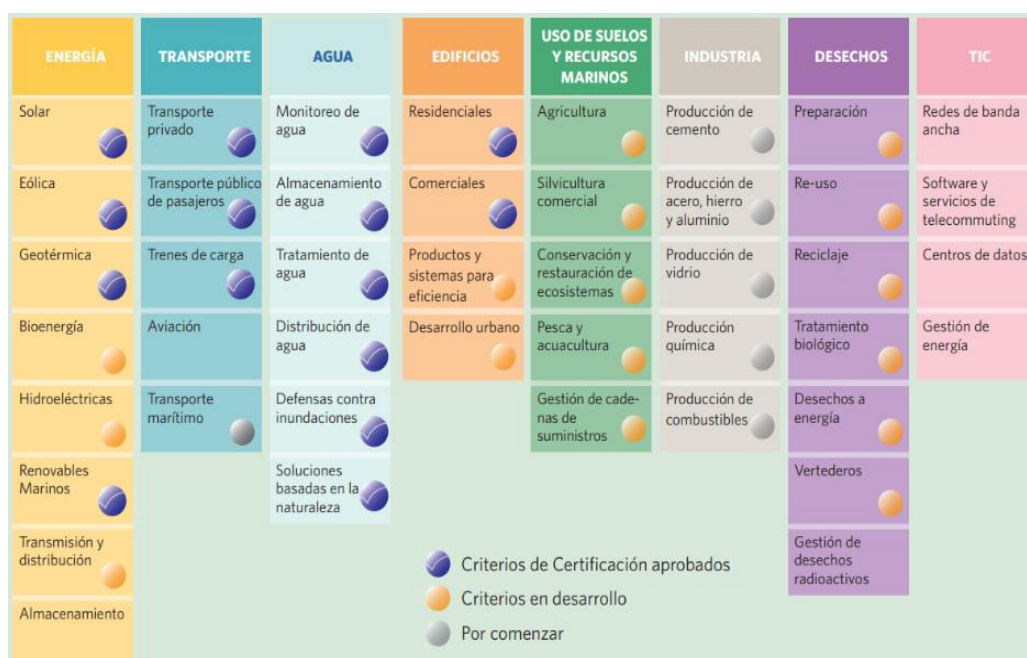 ENERGÍA
Solar
Eólica
Geotérmica
Bioenergía
Hidroeléctricas
Renovables
Marinos
Transmisión y
distribución
Almacenamiento
TRANSPORTE
Transporte
privado
Transporte público
de pasajeros
Trenes de carga
Aviación
Transporte
marítimo
AGUA
Monitoreo de
agua
Almacenamiento
de agua
Tratamiento de
agua
Distribución de
agua
Defensas contra
inundaciones
Soluciones
basadas en la
naturaleza
EDIFICIOS
Residenciales
Comerciales
Productos y
sistemas para
eficiencia
Desarrollo urbano
USO DE SUELOS
Y RECURSOS
MARINOS
Agricultura
Silvicultura
comercial
Conservación y
restauración de
ecosistemas
Pesca y
acuacultura
Gestión de cade-
nas de
suministros
INDUSTRIA
Producción de
cemento
Producción de
acero, hierro
y aluminio
Producción de
vidrio
Producción
química
Producción de
combustibles
DESECHOS
Preparación
Re-uso
Reciclaje
Tratamiento
biológico
Desechos a
energía
Vertederos
Gestión de
desechos
radioactivos
TIC
Redes de banda
ancha
Software y
servicios de
telecommuting
Centros de datos
Gestión de
energía
Criterios de Certificación aprobados
Criterios en desarrollo
Por comenzar